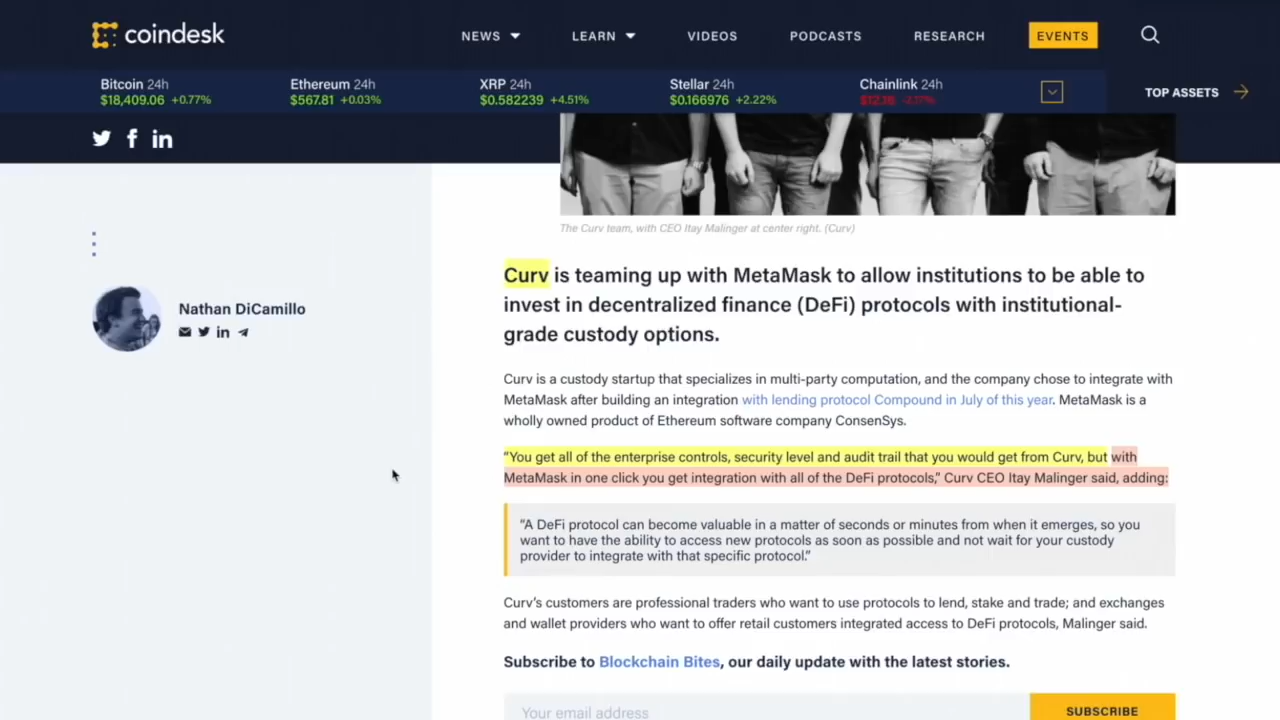 coindesk
NEWS LEARN VIDEOS PODCASTS RESEARCH EVENTS
Bitcoin 24h Ethereum 24h XRP 24h Stellar 24h Chainlink 24h
$18,409.06 +0.77% $567.81 +0.03% $0.582239 +4.51% $0.166976 +2.22%
TOP ASSETS
The Curv team, with CEO Itay Malinger at center right. (Curv)
Nathan DiCamillo
Curv is teaming up with MetaMask to allow institutions to be able to
invest in decentralized finance (DeFi) protocols with institutional-
grade custody options.
Curv is a custody startup that specializes in multi-party computation, and the company chose to integrate with
MetaMask after building an integration with lending protocol Compound in July of this year. MetaMask is a
wholly owned product of Ethereum software company ConsenSys.
“You get all of the enterprise controls, security level and audit trail that you would get from Curv, but with
MetaMask in one click you get integration with all of the DeFi protocols,” Curv CEO Itay Malinger said, adding:
“A DeFi protocol can become valuable in a matter of seconds or minutes from when it emerges, so you
want to have the ability to access new protocols as soon as possible and not wait for your custody
provider to integrate with that specific protocol.”
Curv’s customers are professional traders who want to use protocols to lend, stake and trade; and exchanges
and wallet providers who want to offer retail customers integrated access to DeFi protocols, Malinger said.
Subscribe to Blockchain Bites, our daily update with the latest stories.
Your email address
SUBSCRIBE